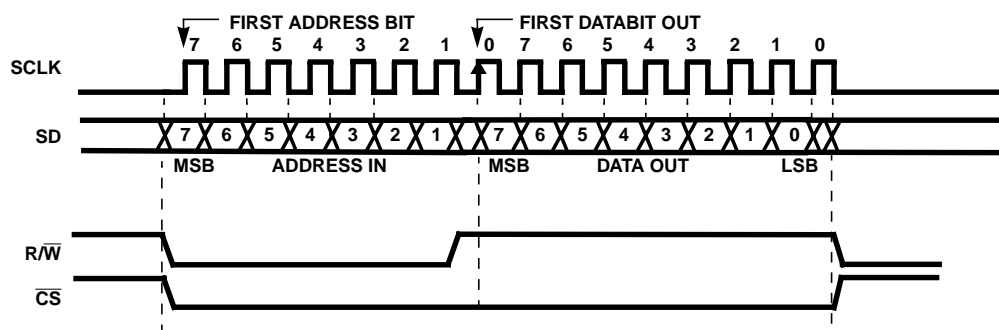 FIRST ADDRESS BIT FIRST DATABIT OUT
7 6 5 4 3 2 1 0 7 6 5 4 3 2 1 0
SCLK
SD 7 6 5 4 3 2 1 7 6 5 4 3 2 1 0
MSB ADDRESS IN MSB DATA OUT LSB
R/W̅
C̅S̅